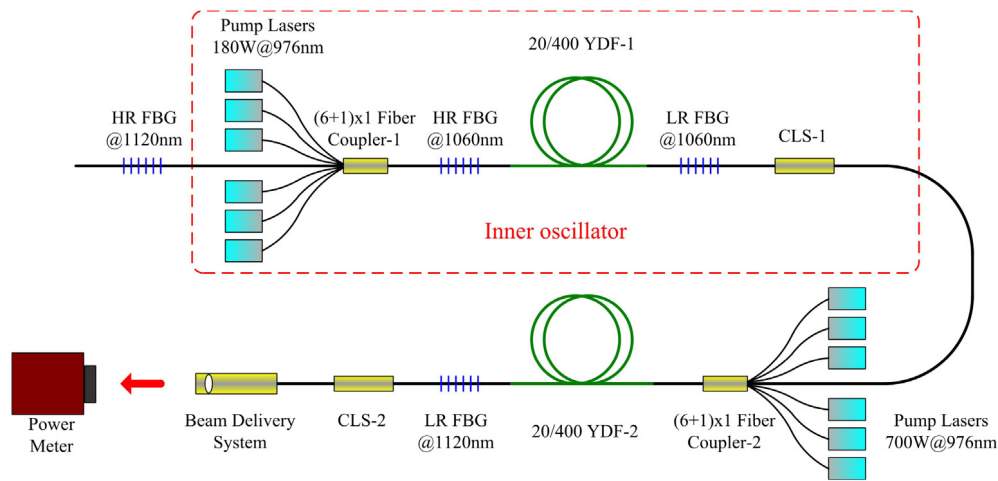 Pump Lasers
180W@976nm
20/400 YDF-1
HR FBG
@1120nm
(6+1)x1 Fiber
Coupler-1
HR FBG
@1060nm
LR FBG
@1060nm
CLS-1
Inner oscillator
Power
Meter
Beam Delivery
System
CLS-2
LR FBG
@1120nm
20/400 YDF-2
(6+1)x1 Fiber
Coupler-2
Pump Lasers
700W@976nm